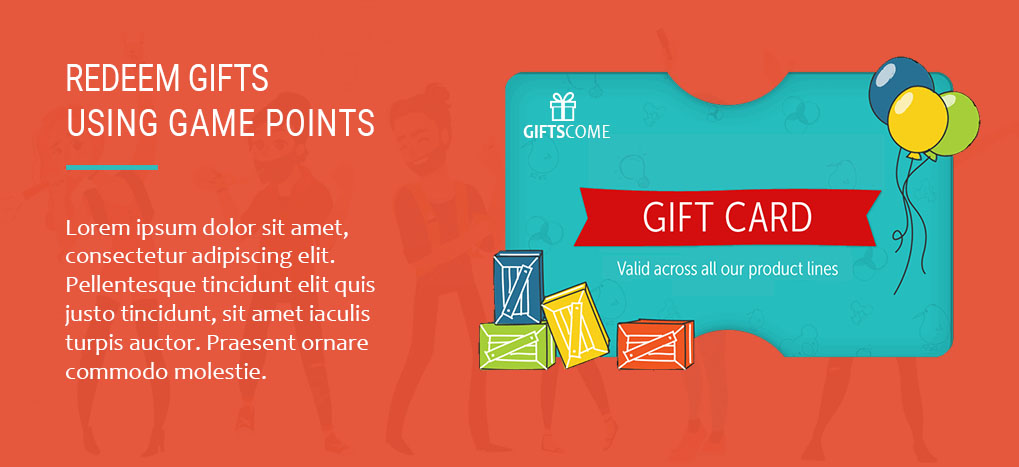 REDEEM GIFTS
USING GAME POINTS
Lorem ipsum dolor sit amet,
consectetur adipiscing elit.
Pellentesque tincidunt elit quis
justo tincidunt, sit amet iaculis
turpis auctor. Praesent ornare
commodo molestie.
GIFTSCOME
GIFT CARD
Valid across all our product lines